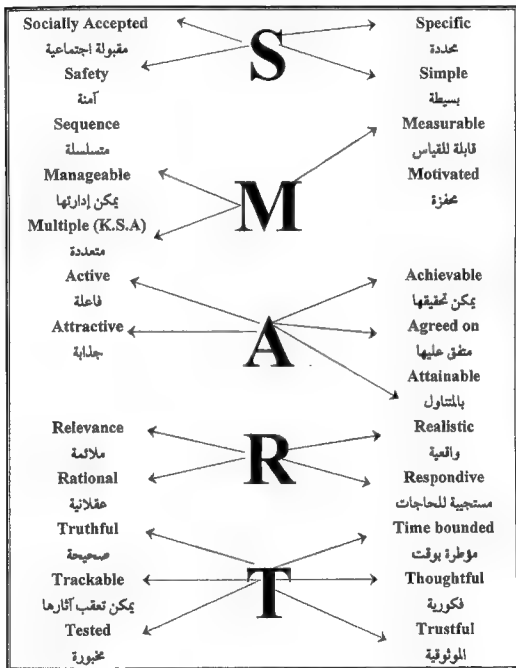 Socially Accepted
مقبولة اجتماعية
Safety
آمنة
Sequence
متسلسلة
S
Specific
محددة
Simple
بسيطة
Manageable
يمكن إدارتها
Multiple (K.S.A)
متعددة
M
Measurable
قابلة للقياس
Motivated
محفزة
Active
فاعلة
Attractive
جذابة
A
Achievable
يمكن تحقيقها
Agreed on
متفق عليها
Attainable
بالمتناول
Relevance
ملائمة
Rational
عقلانية
R
Realistic
واقعية
Respondive
مستجيبة للحاجات
Truthful
صحيحة
Trackable
يمكن تعقب آثارها
Tested
مخبورة
T
Time bounded
مؤطرة بوقت
Thoughtful
فكورية
Trustful
الموثوقية